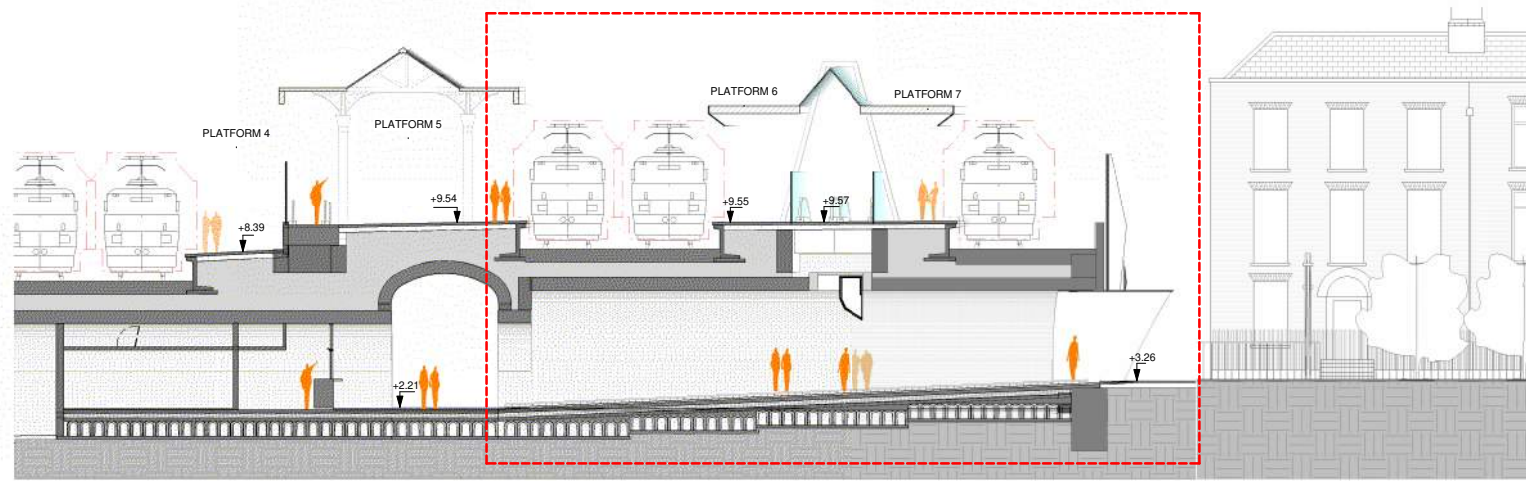 PLATFORM 6
PLATFORM 7
PLATFORM 5
PLATFORM 4
+9.54
+9.55
+9.57
+8.39
+3.26
+2.21